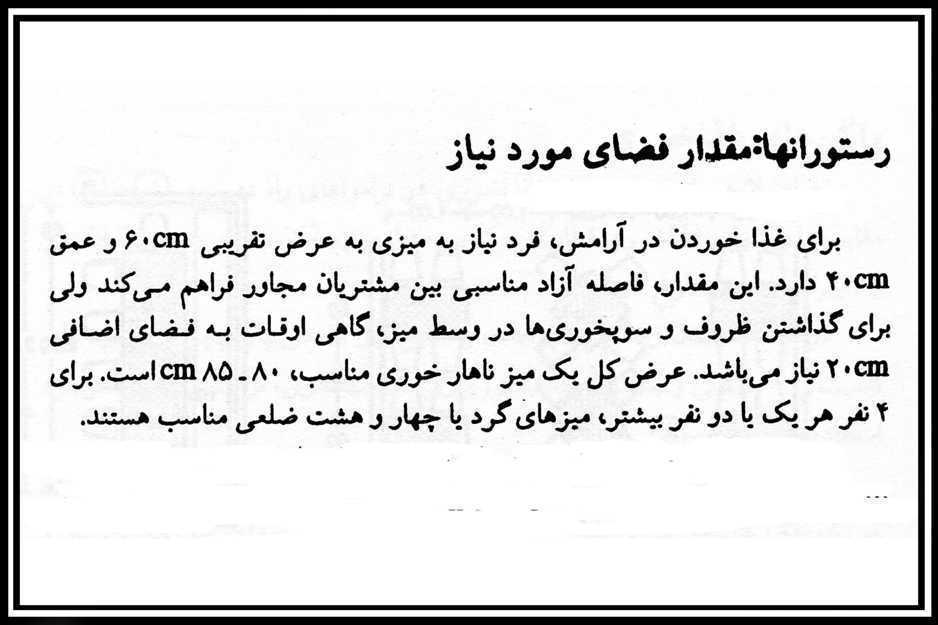 رستورانها:مقدار فضای مورد نیاز
برای غذا خوردن در آرامش، فرد نیاز به میزی به عرض تقریبی ۶۰cm و عمق
۴۰cm دارد. این مقدار، فاصله آزاد مناسبی بین مشتریان مجاور فراهم می‌کند ولی
برای گذاشتن ظروف و سوپخوری‌ها در وسط میز، گاهی اوقات به فضای اضافی
۲۰cm نیاز می‌باشد. عرض کل یک میز ناهار خوری مناسب، ۸۰ ـ ۸۵ cm است. برای
۴ نفر هر یک یا دو نفر بیشتر، میزهای گرد یا چهار و هشت ضلعی مناسب هستند.
...